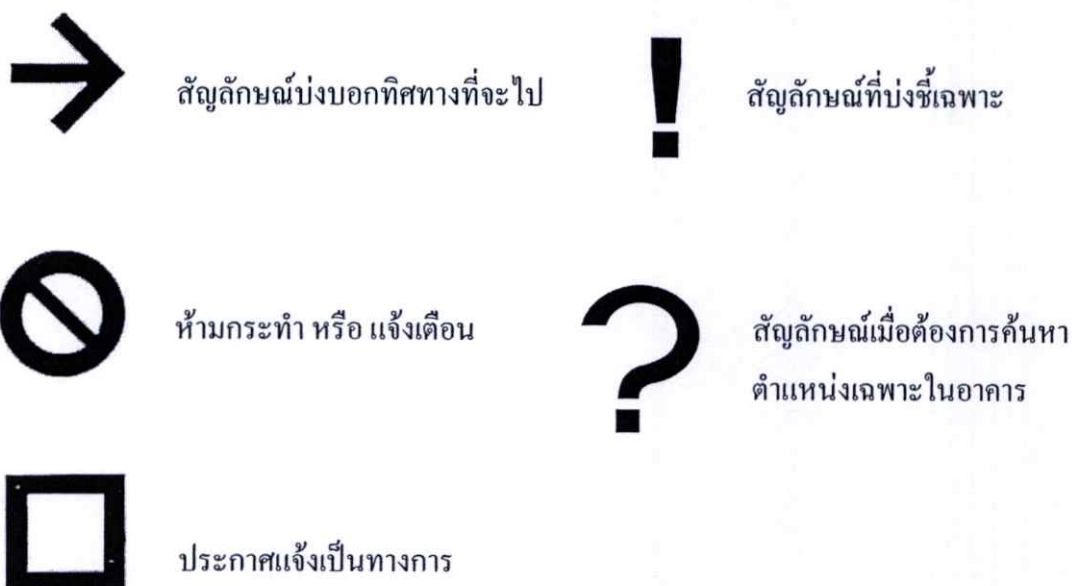 สัญลักษณ์บ่งบอกทิศทางที่จะไป
!
สัญลักษณ์ที่บ่งชี้เฉพาะ
ห้ามกระทำ หรือ แจ้งเตือน
?
สัญลักษณ์เมื่อต้องการค้นหา
ตำแหน่งเฉพาะในอาคาร
ประกาศแจ้งเป็นทางการ